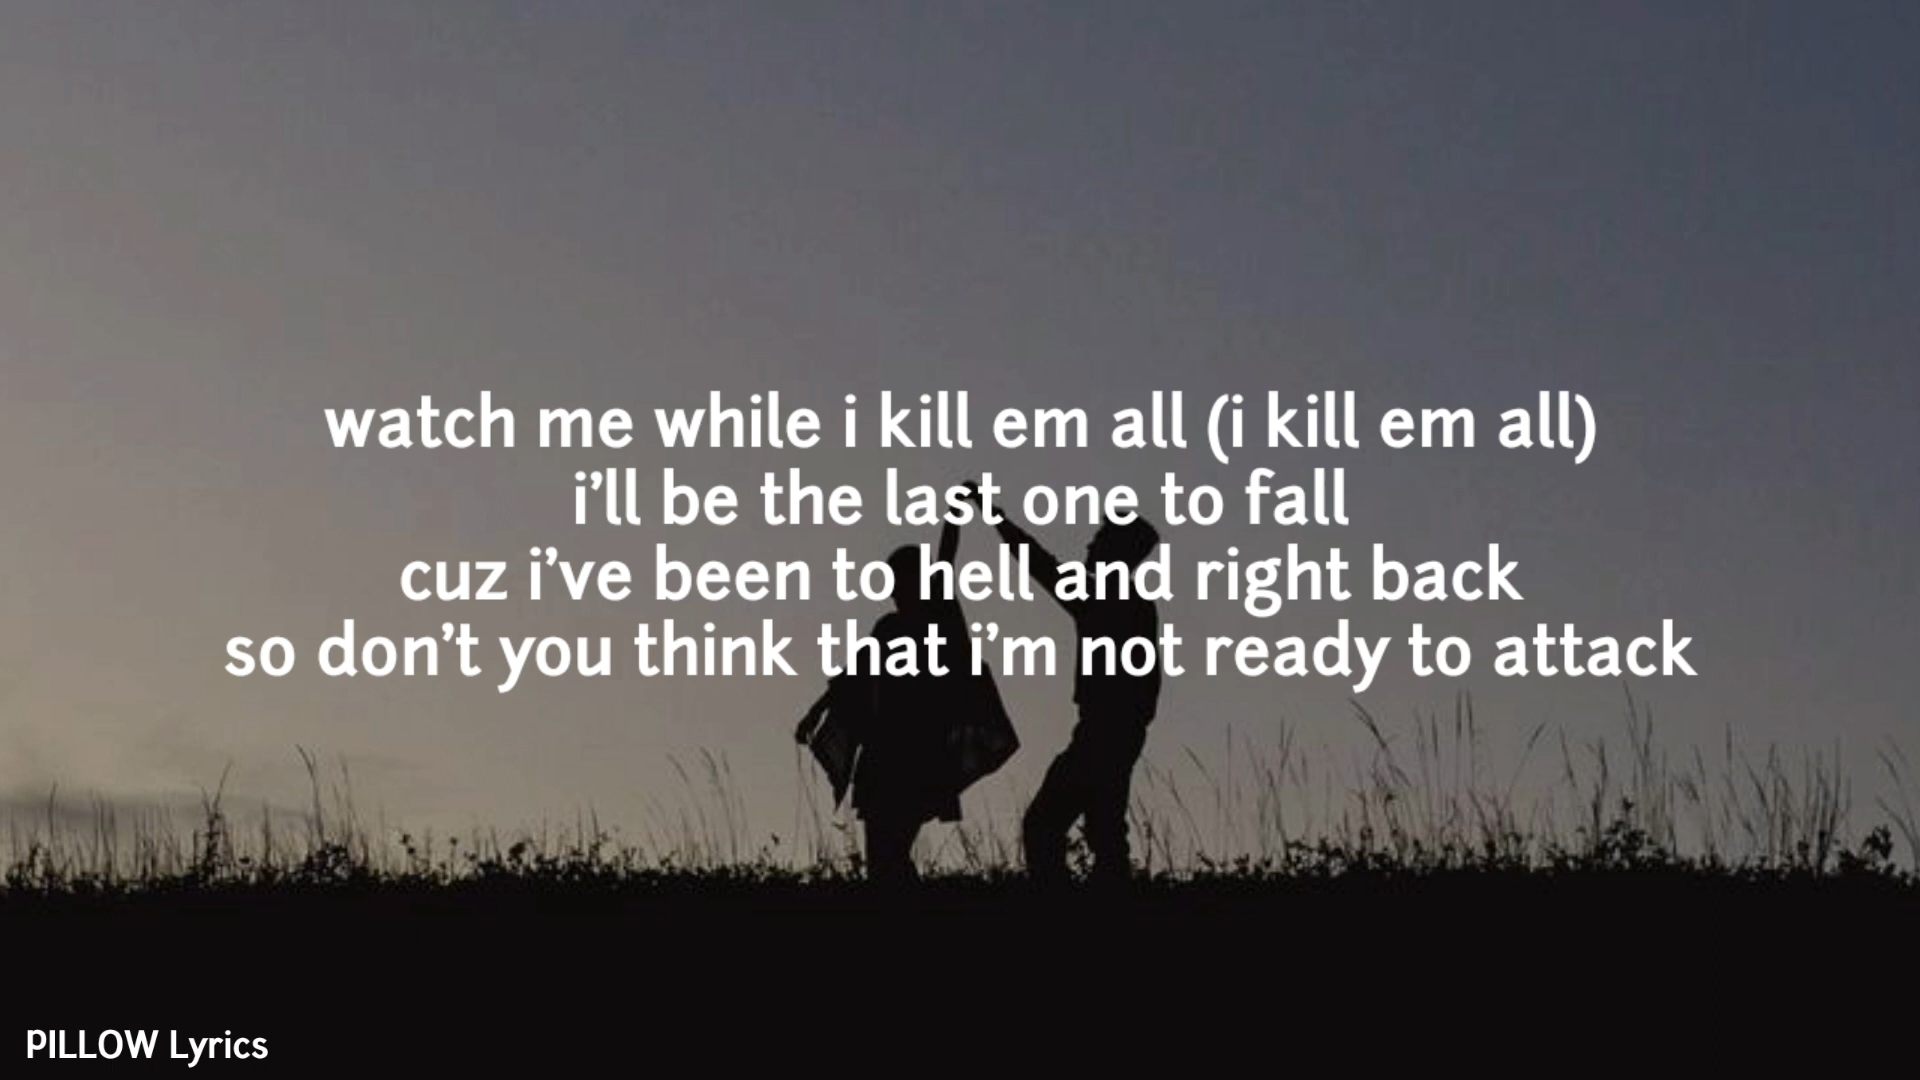 watch me while i kill em all (i kill em all)
i'll be the last one to fall
cuz i've been to hell and right back
so don't you think that i'm not ready to attack
PILLOW Lyrics